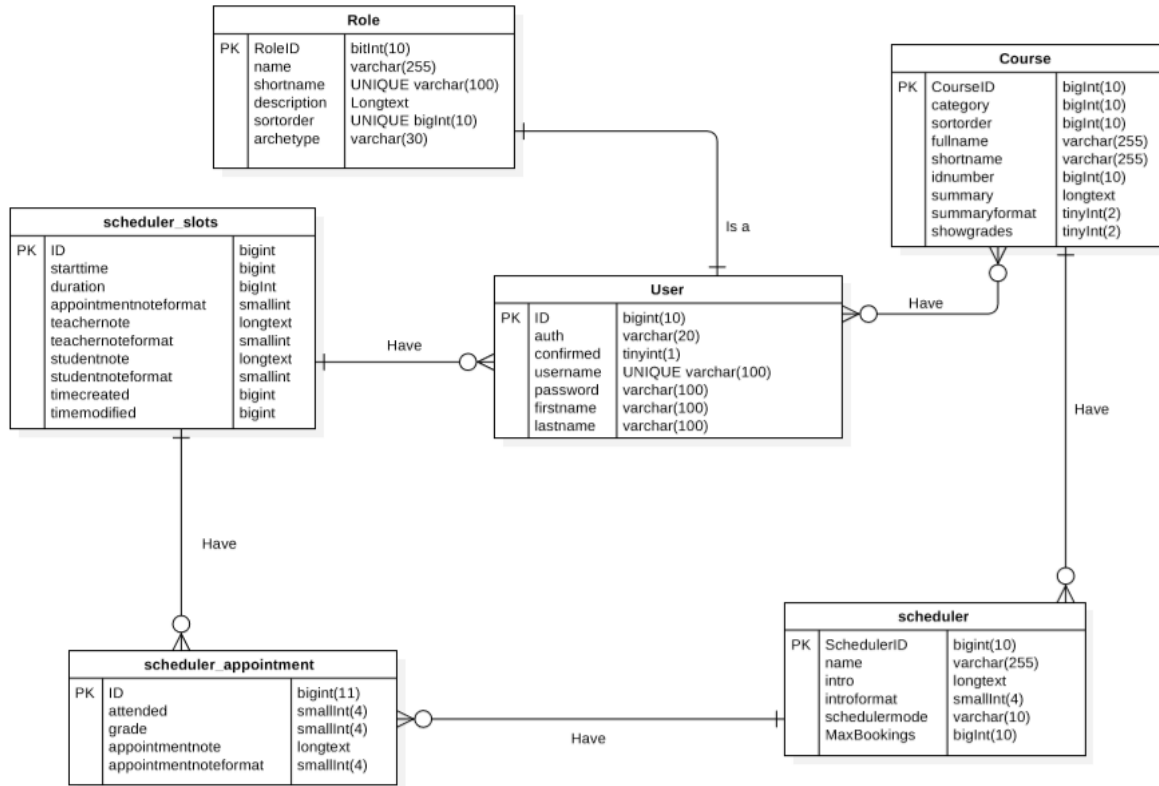 Role
PK RoleID bitInt(10)
name varchar(255)
shortname UNIQUE varchar(100)
description Longtext
sortorder UNIQUE bigInt(10)
archetype varchar(30)
Course
PK CourseID bigInt(10)
category bigInt(10)
sortorder bigInt(10)
fullname varchar(255)
shortname varchar(255)
idnumber bigInt(10)
summary longtext
summaryformat tinyInt(2)
showgrades tinyInt(2)
scheduler_slots
PK ID bigint
starttime bigint
duration bigInt
appointmentnoteformat smallint
teachernote longtext
teachernoteformat smallint
studentnote longtext
studentnoteformat smallint
timecreated bigint
timemodified bigint
Is a
User
PK ID bigint(10)
auth varchar(20)
confirmed tinyint(1)
username UNIQUE varchar(100)
password varchar(100)
firstname varchar(100)
lastname varchar(100)
Have
Have
Have
Have
scheduler_appointment
PK ID bigint(11)
attended smallInt(4)
grade smallInt(4)
appointmentnote longtext
appointmentnoteformat smallInt(4)
Have
scheduler
PK SchedulerID bigint(10)
name varchar(255)
intro longtext
introformat smallInt(4)
schedulermode varchar(10)
MaxBookings bigInt(10)